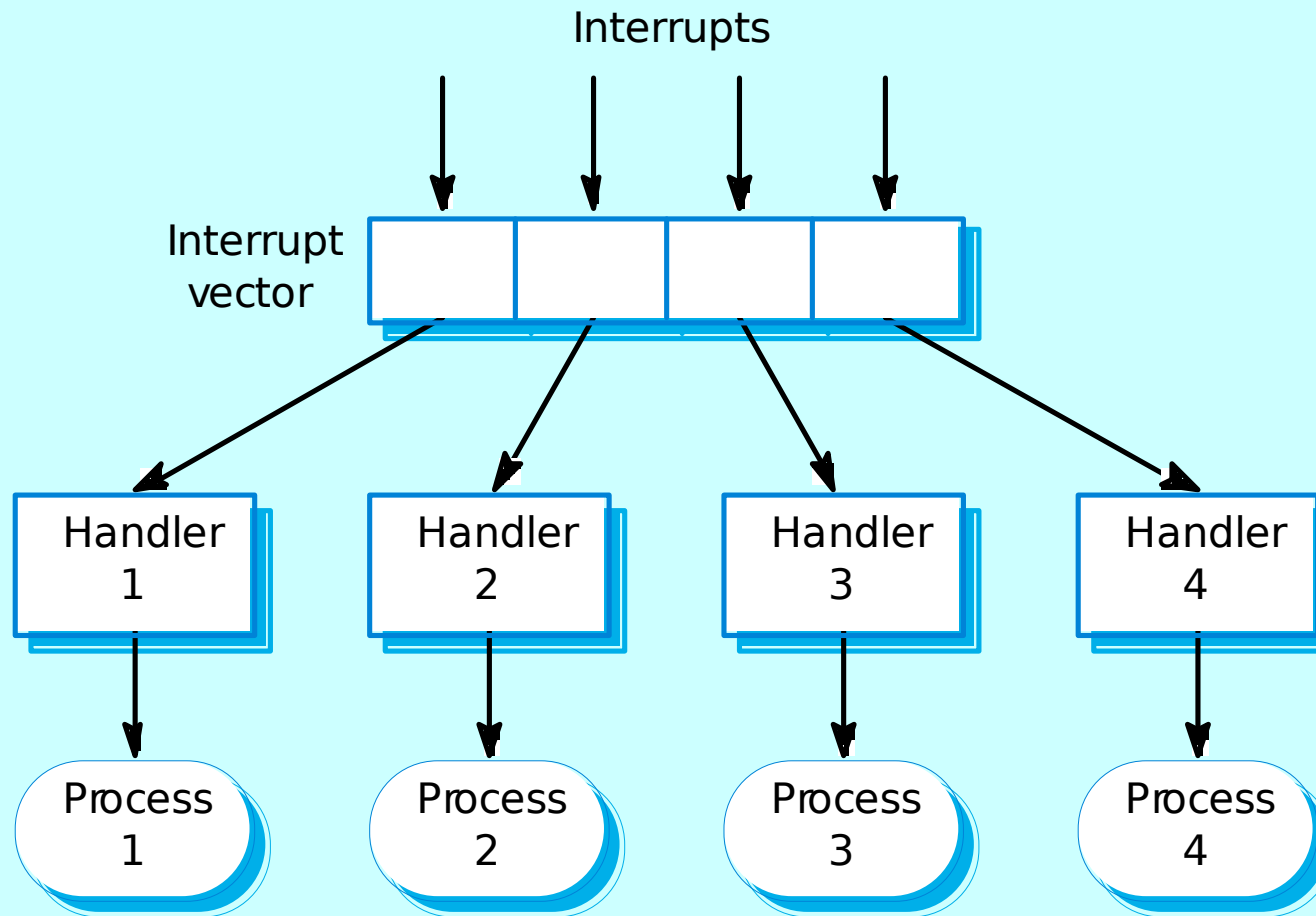 Interrupts
Interrupt
vector
Handler
1
Handler
2
Handler
3
Handler
4
Process
1
Process
2
Process
3
Process
4